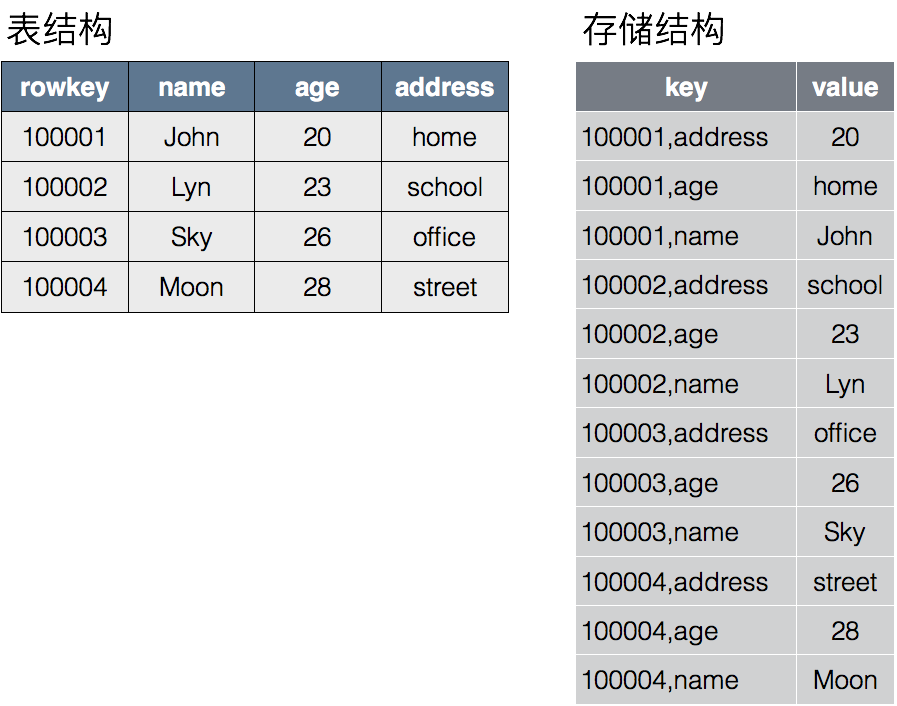 表结构
rowkey name age address
100001 John 20 home
100002 Lyn 23 school
100003 Sky 26 office
100004 Moon 28 street
存储结构
key value
100001,address 20
100001,age home
100001,name John
100002,address school
100002,age 23
100002,name Lyn
100003,address office
100003,age 26
100003,name Sky
100004,address street
100004,age 28
100004,name Moon